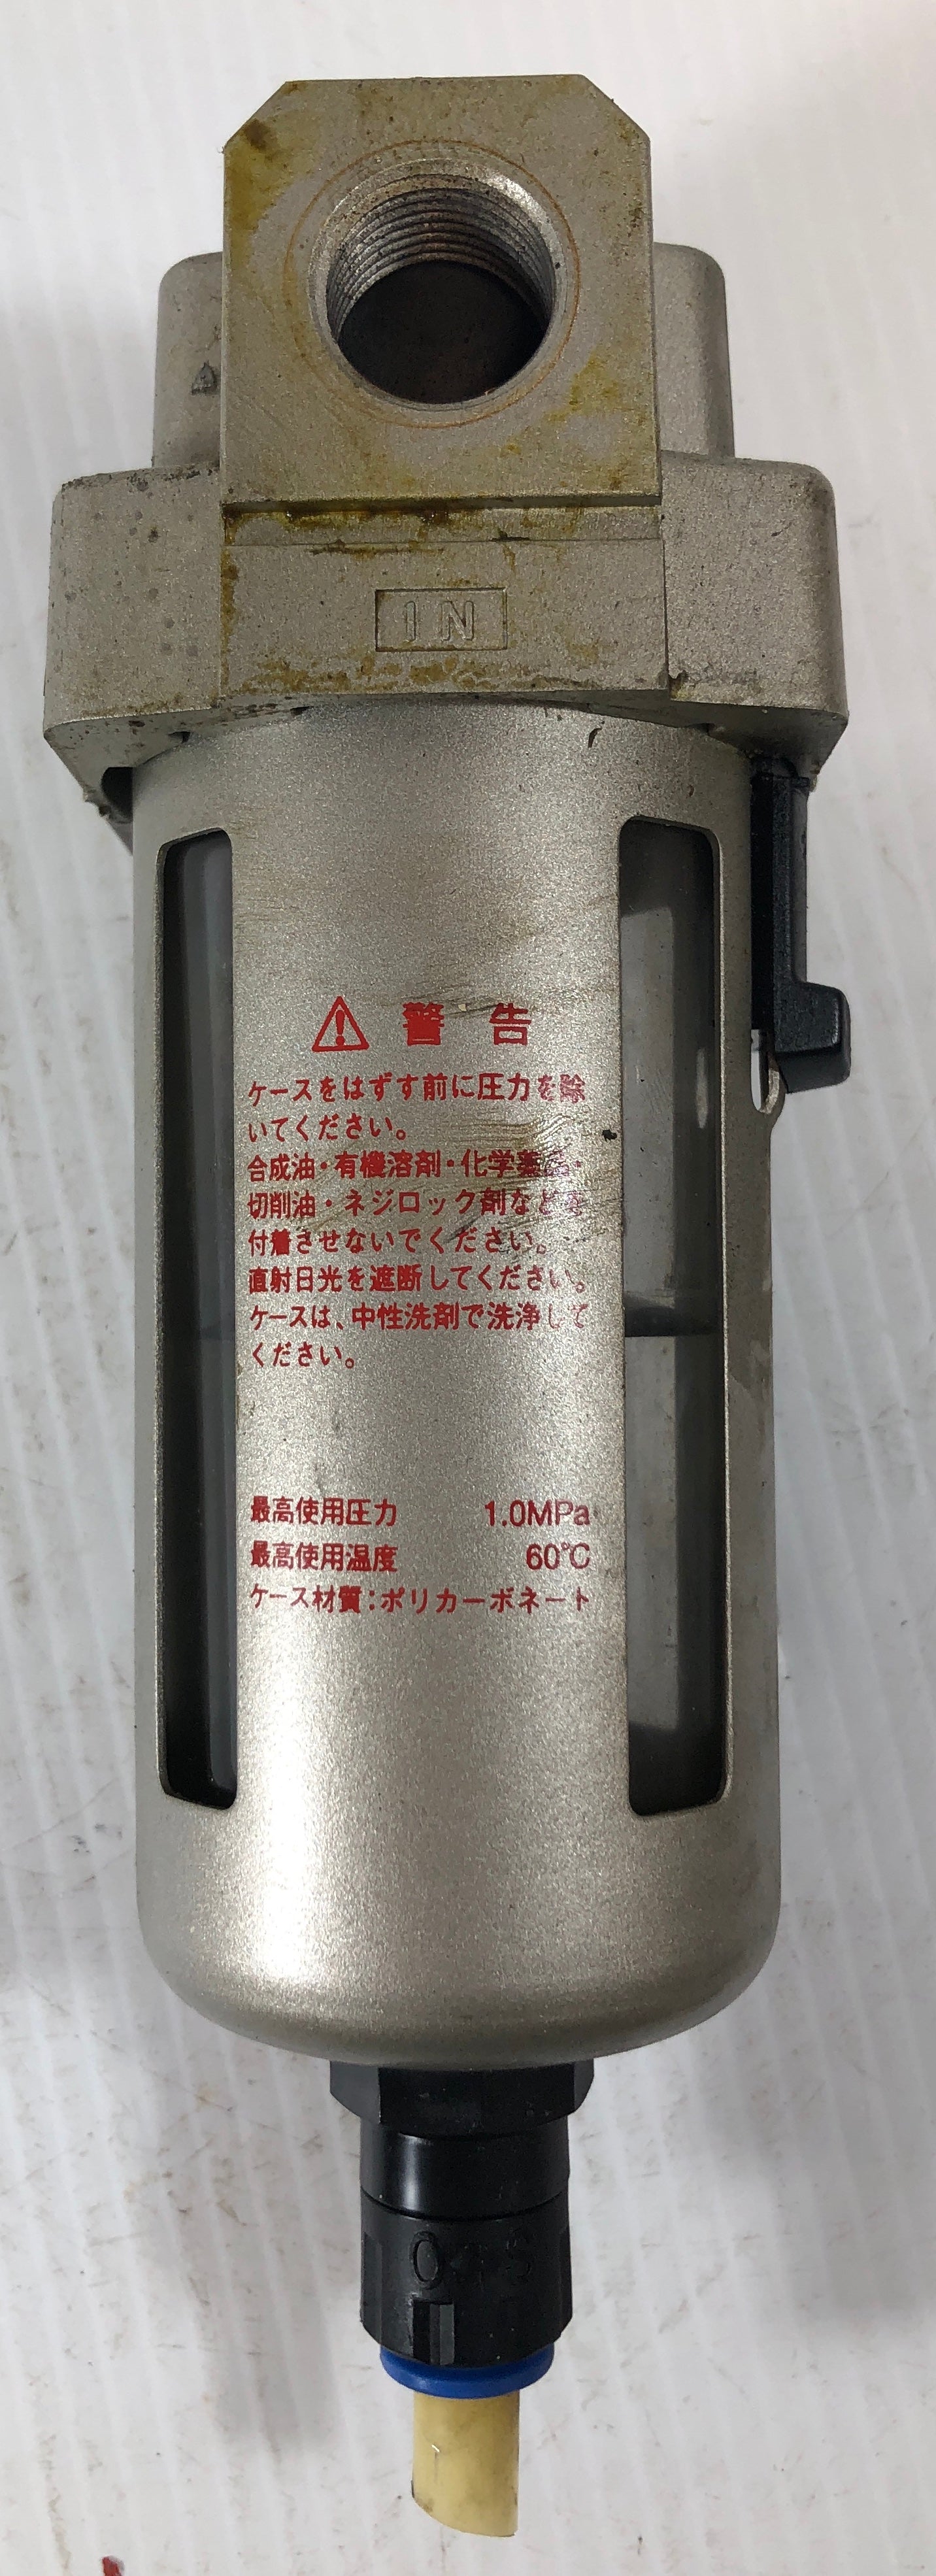 IN
警告
ケースをはずす前に圧力を除
いてください。
合成油・有機溶剤・化学薬品・
切削油・ネジロック剤などを
付着させないでください。
直射日光を遮断してください。
ケースは、中性洗剤で洗浄して
ください。
最高使用圧力 1.0MPa
最高使用温度 60℃
ケース材質:ポリカーボネート